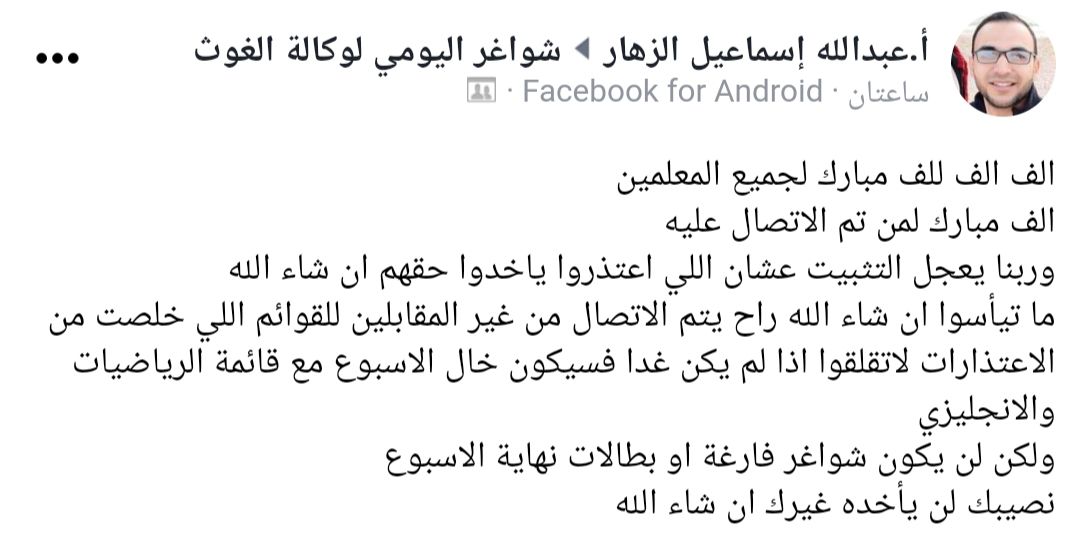 أ.عبدالله إسماعيل الزهار ◂ شواغر اليومي لوكالة الغوث
ساعتان · Facebook for Android ·
الف الف للف مبارك لجميع المعلمين
الف مبارك لمن تم الاتصال عليه
وربنا يعجل التثبيت عشان اللي اعتذروا ياخدوا حقهم ان شاء الله
ما تيأسوا ان شاء الله راح يتم الاتصال من غير المقابلين للقوائم اللي خلصت من
الاعتذارات لاتقلقوا اذا لم يكن غدا فسيكون خال الاسبوع مع قائمة الرياضيات
والانجليزي
ولكن لن يكون شواغر فارغة او بطالات نهاية الاسبوع
نصيبك لن يأخده غيرك ان شاء الله